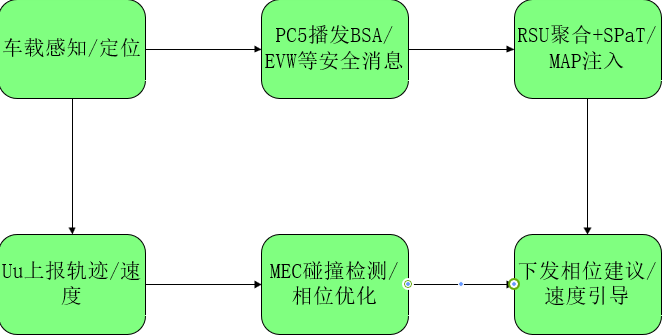 车载感知/定位
PC5播发BSA/
EVW等安全消息
RSU聚合+SPaT/
MAP注入
Uu上报轨迹/速
度
MEC碰撞检测/
相位优化
下发相位建议/
速度引导